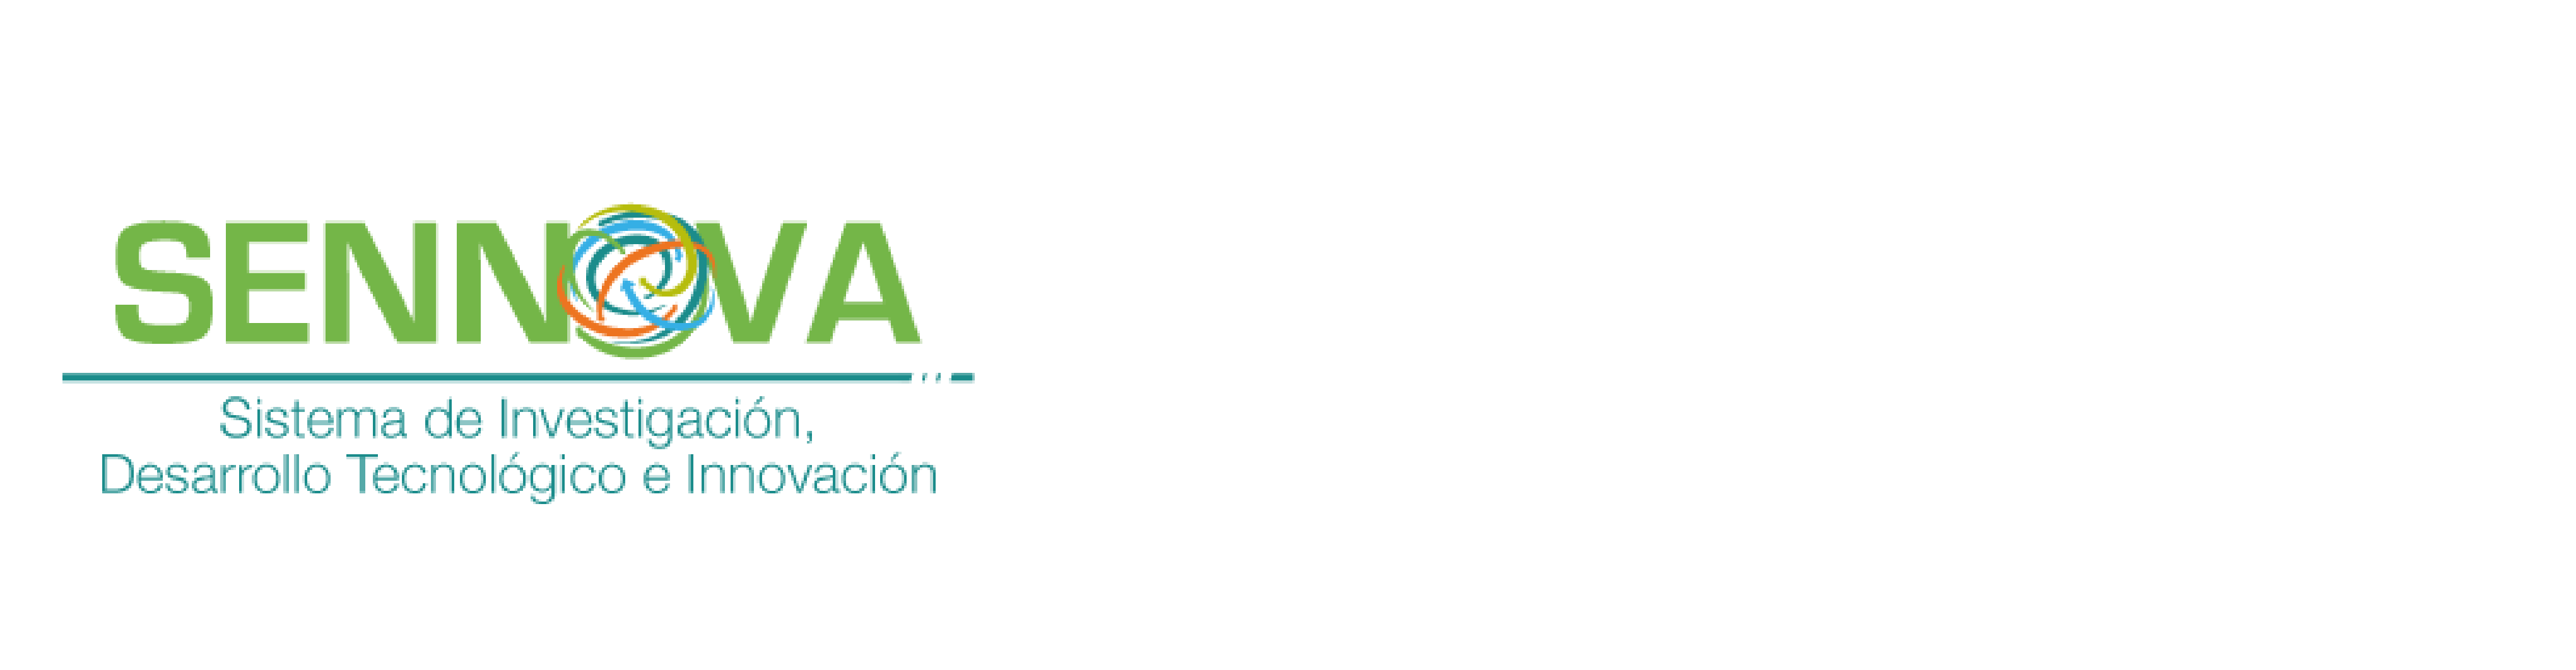 SENNOVA
Sistema de Investigación,
Desarrollo Tecnológico e Innovación